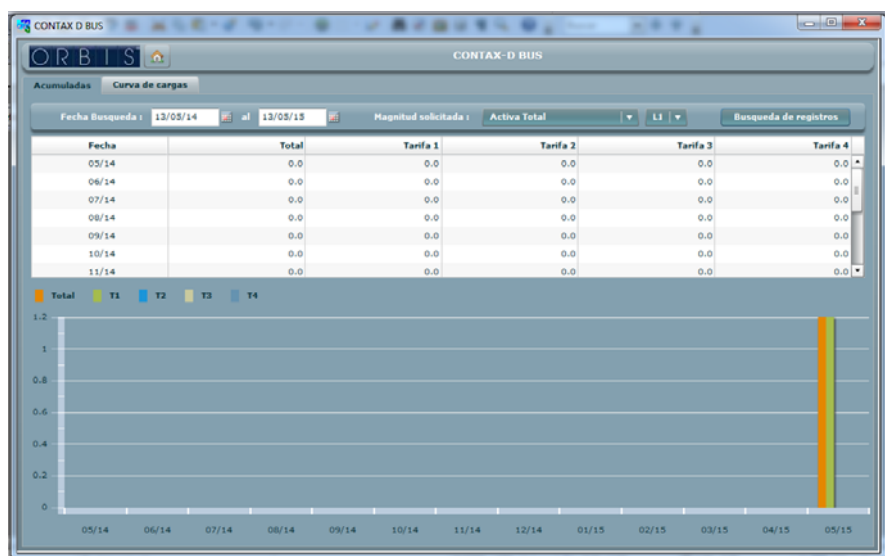 CONTAX D BUS
ORBIS
CONTAX-D BUS
Acumuladas Curva de cargas
Fecha Busqueda : 13/05/14 al 13/05/15 Magnitud solicitada : Activa Total L1 Busqueda de registros
Fecha Total Tarifa 1 Tarifa 2 Tarifa 3 Tarifa 4
05/14 0.0 0.0 0.0 0.0 0.0
06/14 0.0 0.0 0.0 0.0 0.0
07/14 0.0 0.0 0.0 0.0 0.0
08/14 0.0 0.0 0.0 0.0 0.0
09/14 0.0 0.0 0.0 0.0 0.0
10/14 0.0 0.0 0.0 0.0 0.0
11/14 0.0 0.0 0.0 0.0 0.0
Total T1 T2 T3 T4
1.2
1
0.8
0.6
0.4
0.2
0
05/14 06/14 07/14 08/14 09/14 10/14 11/14 12/14 01/15 02/15 03/15 04/15 05/15